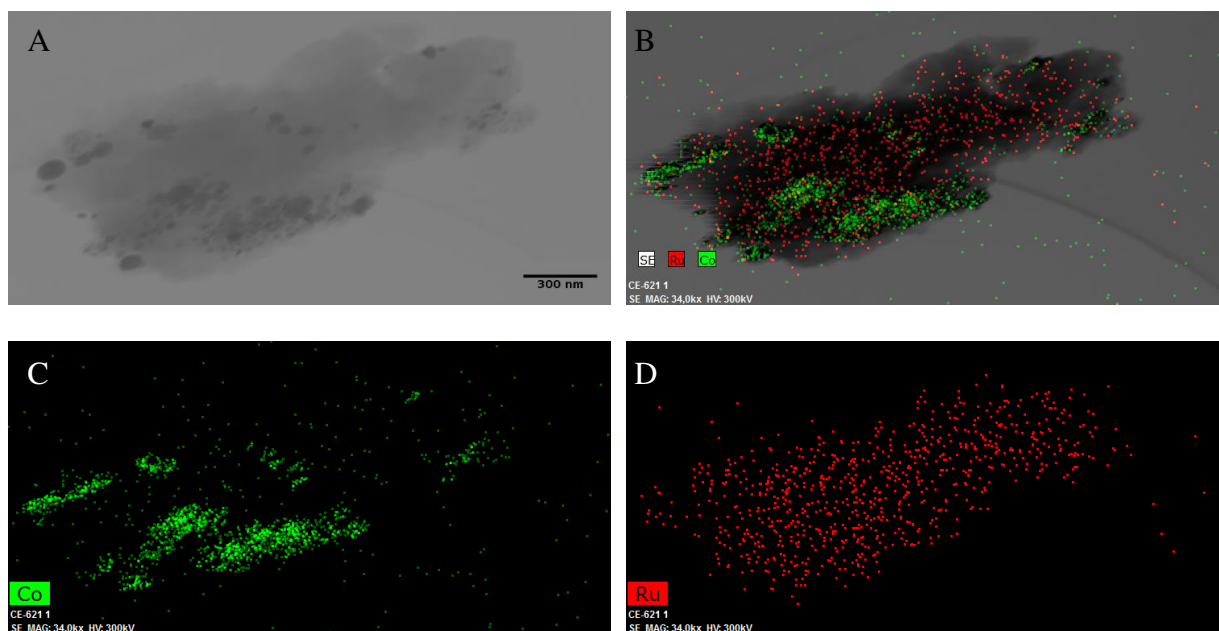 A
300 nm
B
SE Ru Co
CE-621 1
SE MAG: 34,0kx HV: 300kV
C
Co
CE-621 1
SE MAG: 34,0kx HV: 300kV
D
Ru
CE-621 1
SE MAG: 34,0kx HV: 300kV